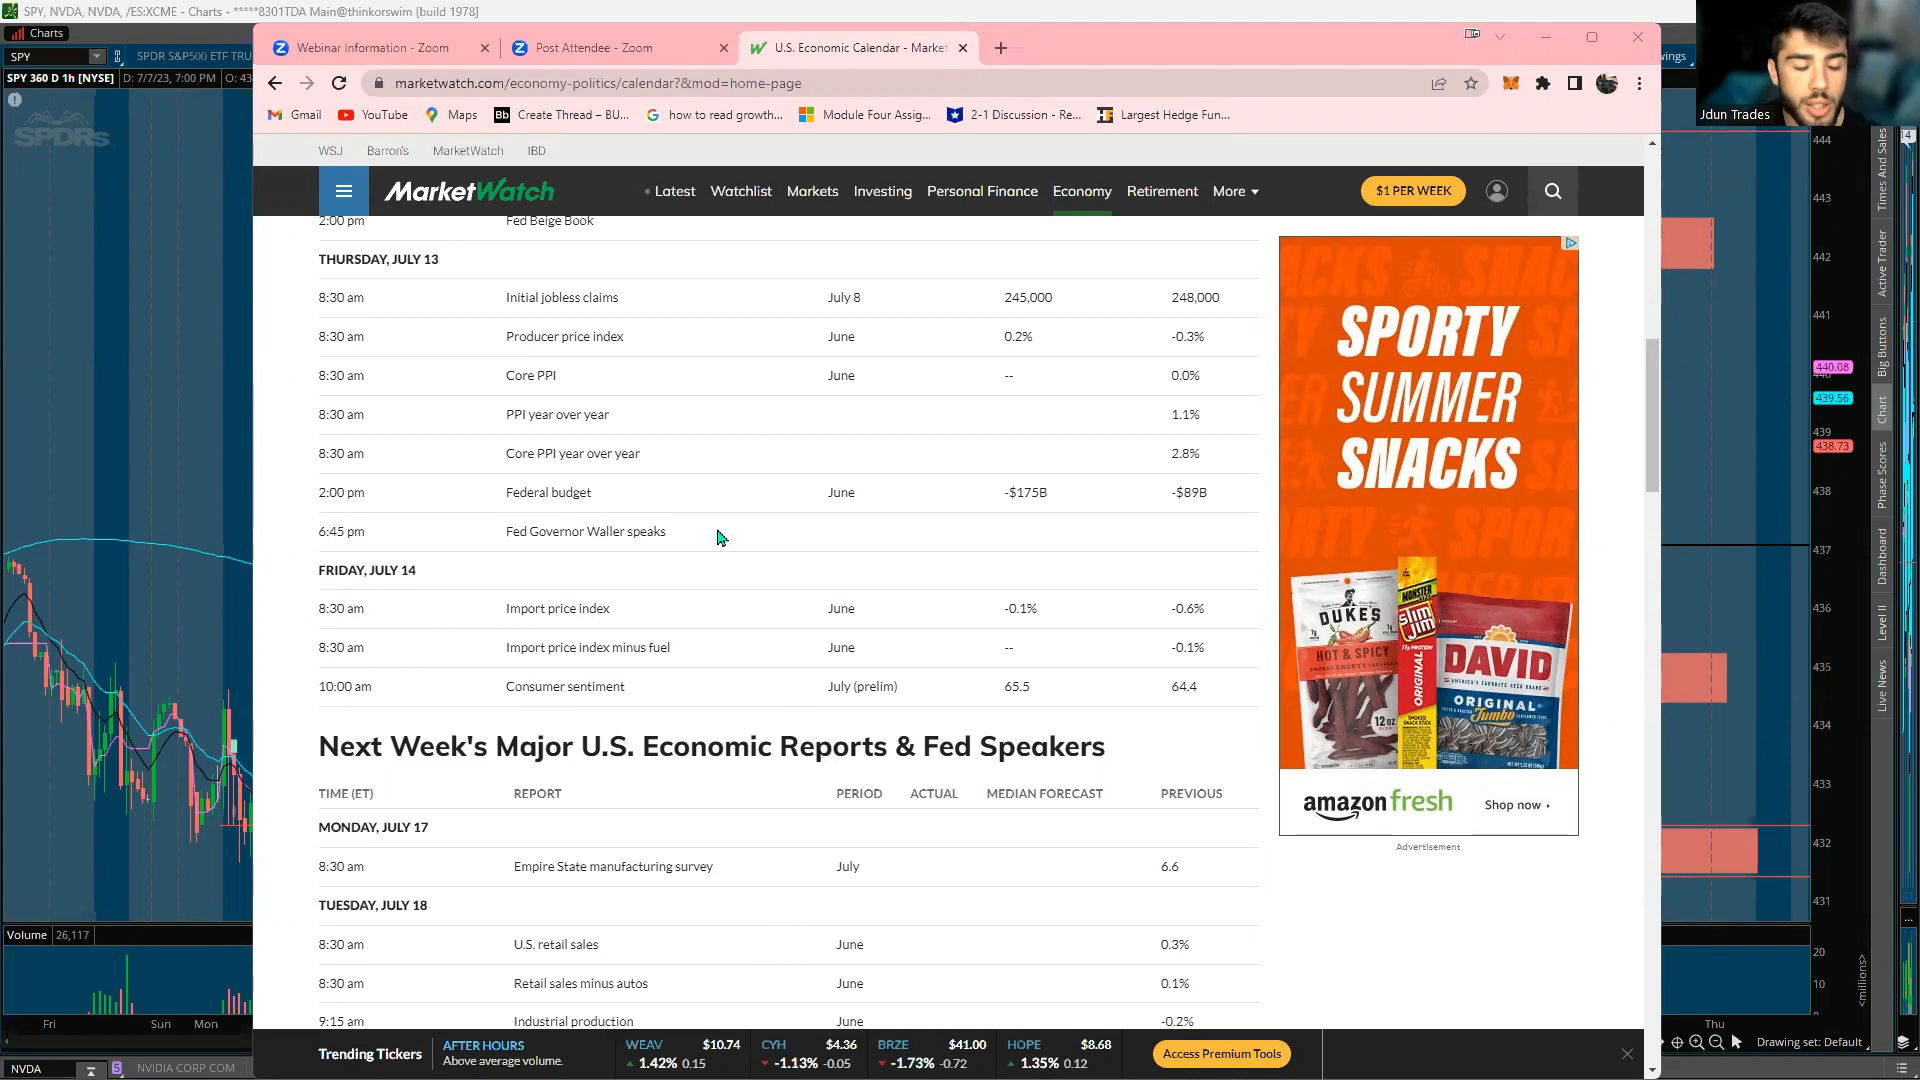 SPY, NVDA, NVDA, /ES:XCME - Charts - *****8301TDA Main@thinkorswim [build 1978]
Charts
SPY
SPDR S&P500 ETF TRU
SPY 360 D 1h [NYSE] D: 7/7/23, 7:00 PM O: 43
SPDRs
Webinar Information - Zoom
Post Attendee - Zoom
U.S. Economic Calendar - Market
marketwatch.com/economy-politics/calendar?&mod=home-page
Gmail YouTube Maps Create Thread – BU... how to read growth... Module Four Assig... 2-1 Discussion - Re... Largest Hedge Fun...
Jdun Trades
WSJ Barron's MarketWatch IBD
MarketWatch Latest Watchlist Markets Investing Personal Finance Economy Retirement More $1 PER WEEK
2:00 pm Fed Beige Book
THURSDAY, JULY 13
8:30 am Initial jobless claims July 8 245,000 248,000
8:30 am Producer price index June 0.2% -0.3%
8:30 am Core PPI June -- 0.0%
8:30 am PPI year over year 1.1%
8:30 am Core PPI year over year 2.8%
2:00 pm Federal budget June -$175B -$89B
6:45 pm Fed Governor Waller speaks
FRIDAY, JULY 14
8:30 am Import price index June -0.1% -0.6%
8:30 am Import price index minus fuel June -- -0.1%
10:00 am Consumer sentiment July (prelim) 65.5 64.4
Next Week's Major U.S. Economic Reports & Fed Speakers
TIME (ET) REPORT PERIOD ACTUAL MEDIAN FORECAST PREVIOUS
MONDAY, JULY 17
8:30 am Empire State manufacturing survey July 6.6
TUESDAY, JULY 18
8:30 am U.S. retail sales June 0.3%
8:30 am Retail sales minus autos June 0.1%
9:15 am Industrial production June -0.2%
SPORTY
SUMMER
SNACKS
DUKE'S
HOT & SPICY
12 oz
MONSTER SIZE
SLIM JIM
ORIGINAL
DAVID
ORIGINAL
Jumbo
amazon fresh Shop now
Advertisement
Trending Tickers
AFTER HOURS
Above average volume.
WEAV $10.74
1.42% 0.15
CYH $4.36
-1.13% -0.05
BRZE $41.00
-1.73% -0.72
HOPE $8.68
1.35% 0.12
Access Premium Tools
444
443
442
441
440.08
439.56
439
438.73
438
437
436
435
434
433
432
431
20
10
<millions>
Times And Sales
Active Trader
Big Buttons
Chart
Phase Scores
Dashboard
Level II
Live News
Volume 26,117
Fri Sun Mon
Thu
Drawing set: Default
NVDA
5 NVIDIA CORP COM